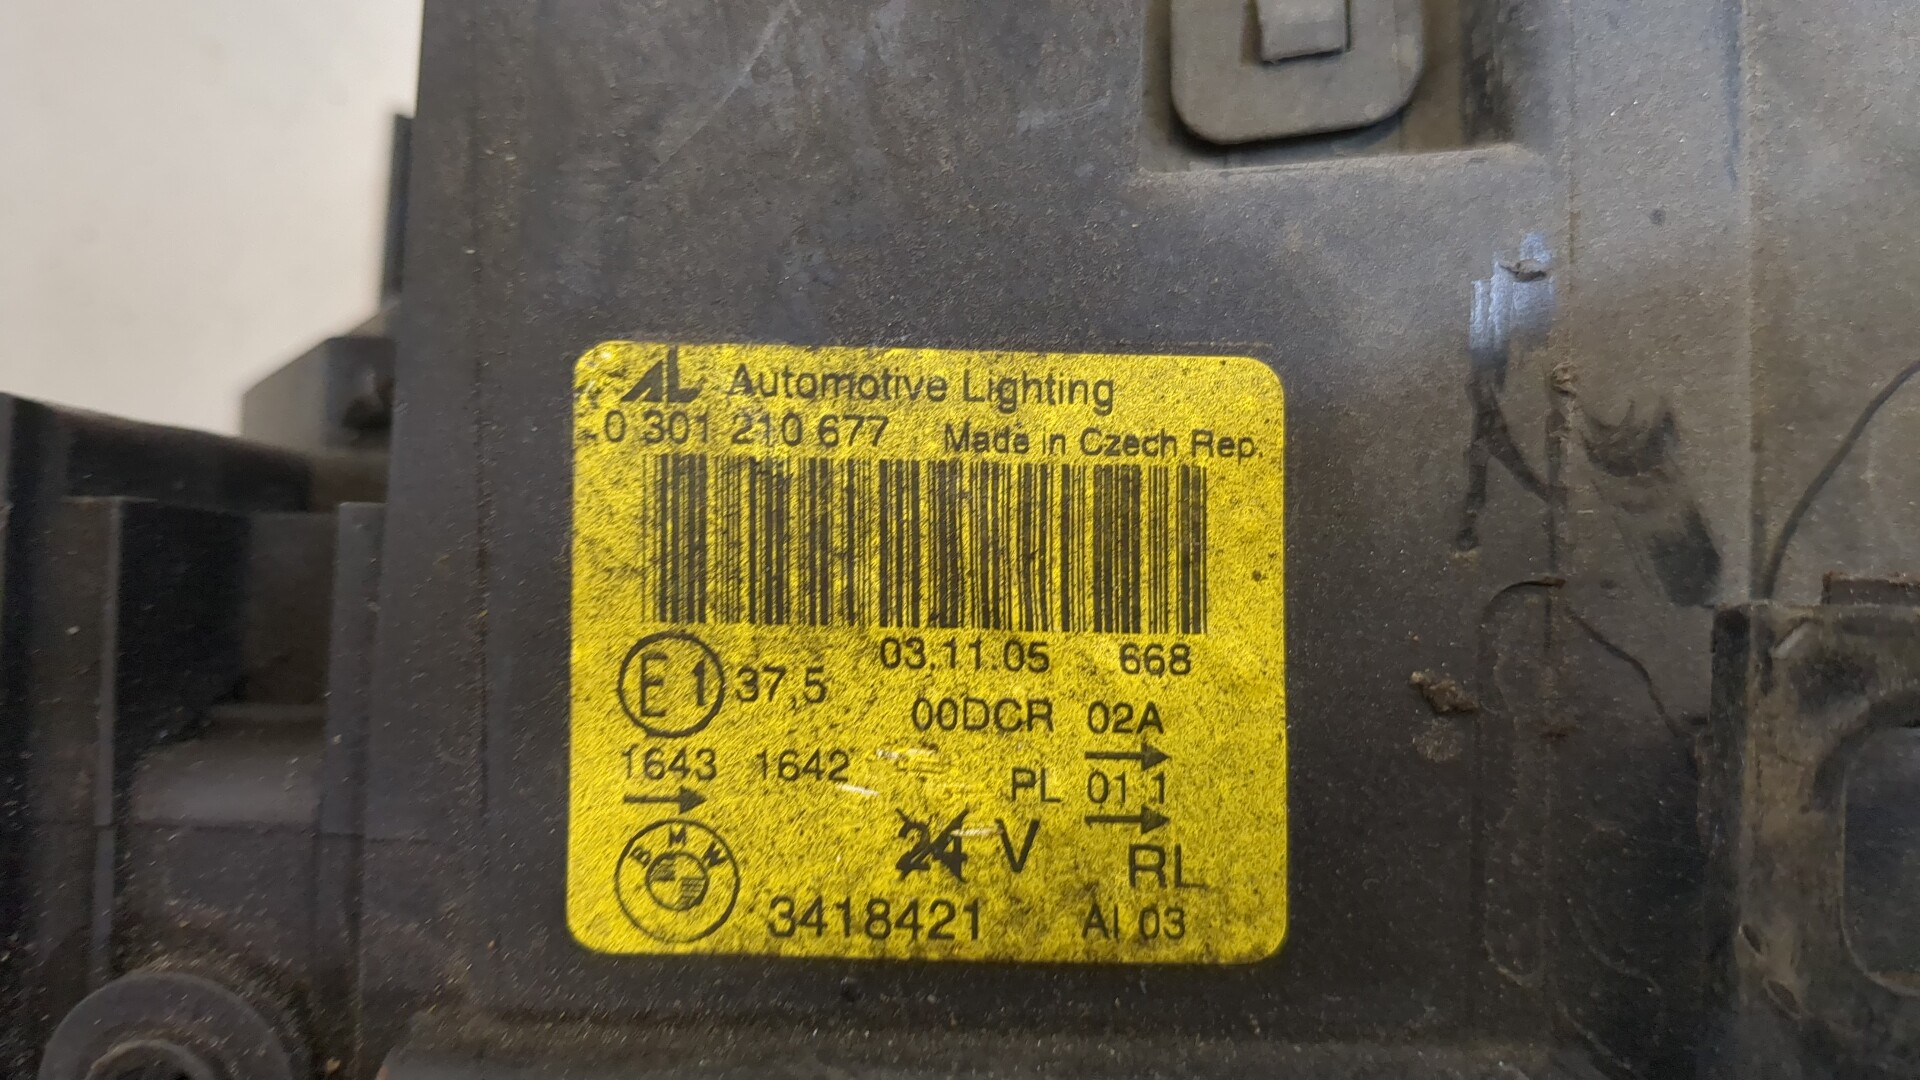 AL Automotive Lighting
0 301 210 677 Made in Czech Rep.
03.11.05 668
E1 37,5
00DCR 02A
1643 1642
PL 01 1
24 V
RL
BMW
3418421 AI 03